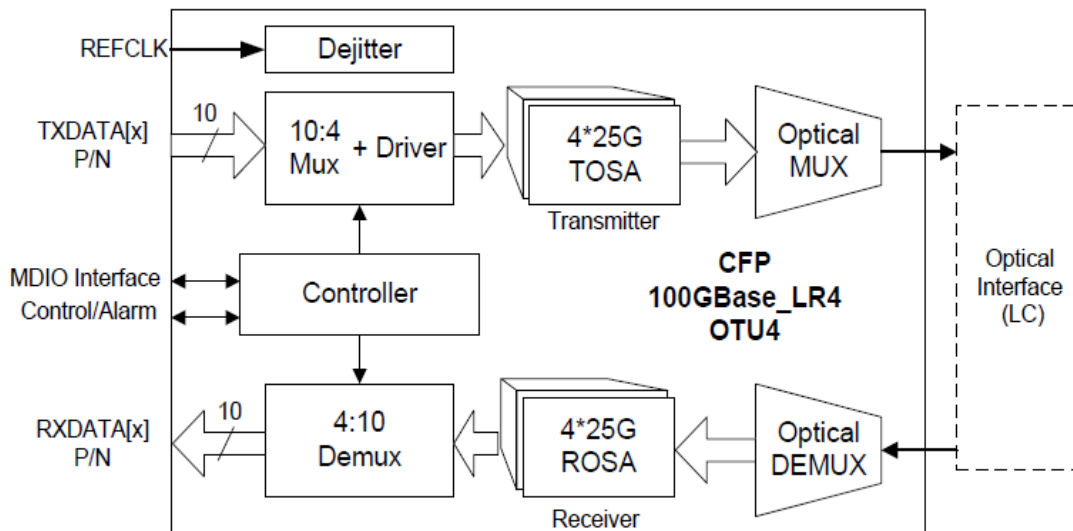 REFCLK
Dejitter
10
TXDATA[x]
P/N
10:4
Mux + Driver
4*25G
TOSA
Transmitter
Optical
MUX
MDIO Interface
Control/Alarm
Controller
CFP
100GBase_LR4
OTU4
Optical
Interface
(LC)
10
RXDATA[x]
P/N
4:10
Demux
4*25G
ROSA
Receiver
Optical
DEMUX